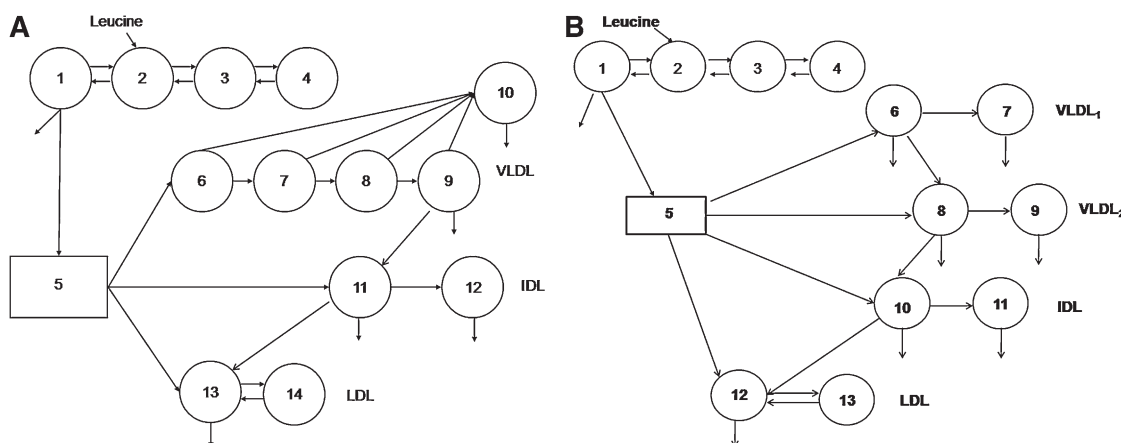 A
Leucine
1 2 3 4
10
VLDL
6 7 8 9
5
11 12 IDL
13 14 LDL
B
Leucine
1 2 3 4
6 7 VLDL₁
5
8 9 VLDL₂
10 11 IDL
12 13 LDL